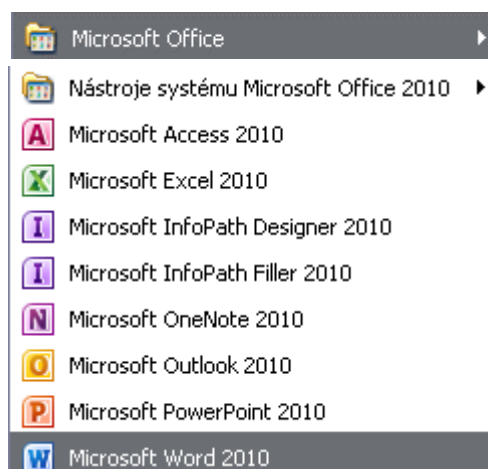 Microsoft Office
Nástroje systému Microsoft Office 2010
Microsoft Access 2010
Microsoft Excel 2010
Microsoft InfoPath Designer 2010
Microsoft InfoPath Filler 2010
Microsoft OneNote 2010
Microsoft Outlook 2010
Microsoft PowerPoint 2010
Microsoft Word 2010